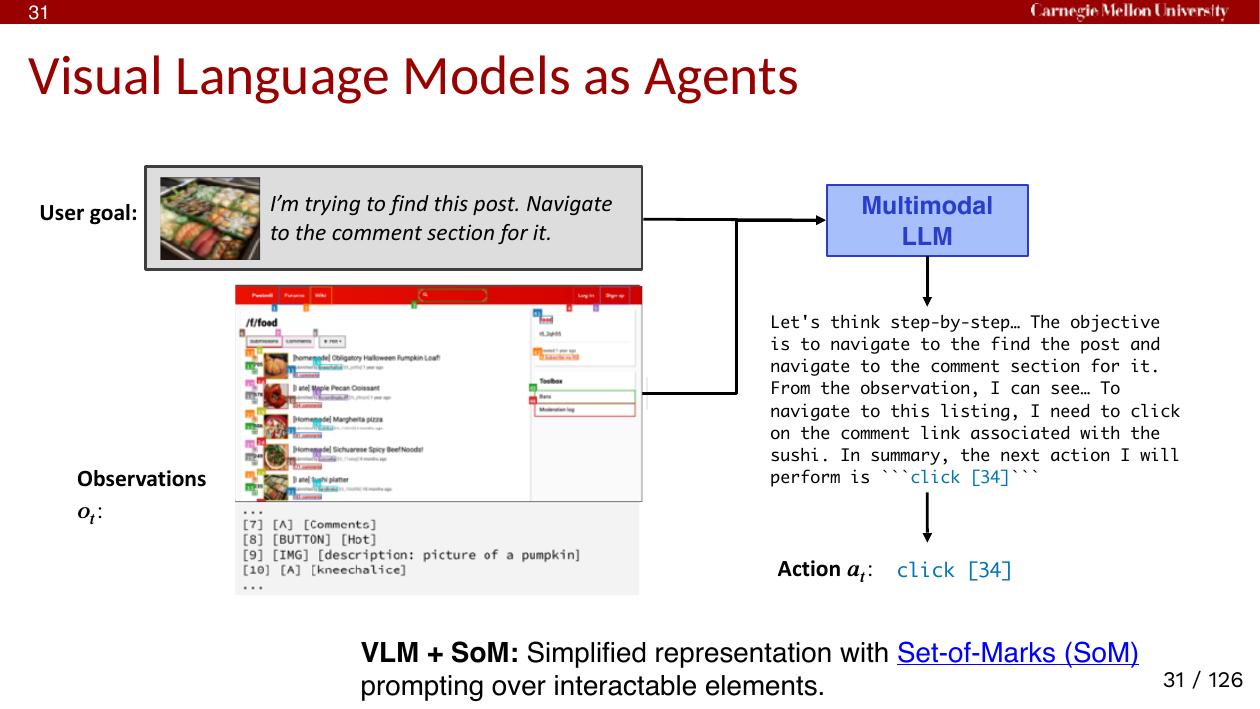 31
Carnegie Mellon University
Visual Language Models as Agents
User goal:
I'm trying to find this post. Navigate
to the comment section for it.
Multimodal
LLM
Wiki
Log in
Sign up
/f/food
Submissions
Comments
Hot
[homemade] Obligatory Halloween Pumpkin Loaf!
[I ate] Maple Pecan Croissant
[Homemade] Margherita pizza
[Homemade] Sichuanese Spicy Beef Noods!
[I ate] Sushi platter
food
Toolbox
Bans
Moderation log
Observations
oₜ:
...
[7] [A] [Comments]
[8] [BUTTON] [Hot]
[9] [IMG] [description: picture of a pumpkin]
[10] [A] [kneechalice]
...
Let's think step-by-step… The objective
is to navigate to the find the post and
navigate to the comment section for it.
From the observation, I can see… To
navigate to this listing, I need to click
on the comment link associated with the
sushi. In summary, the next action I will
perform is ```click [34]```
Action aₜ: click [34]
VLM + SoM: Simplified representation with Set-of-Marks (SoM)
prompting over interactable elements.
31 / 126